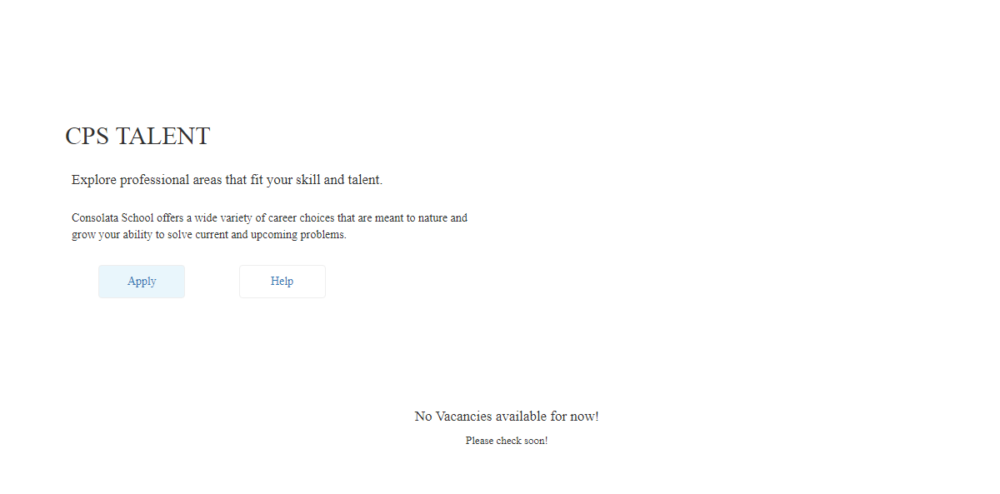 CPS TALENT
Explore professional areas that fit your skill and talent.
Consolata School offers a wide variety of career choices that are meant to nature and
grow your ability to solve current and upcoming problems.
Apply
Help
No Vacancies available for now!
Please check soon!